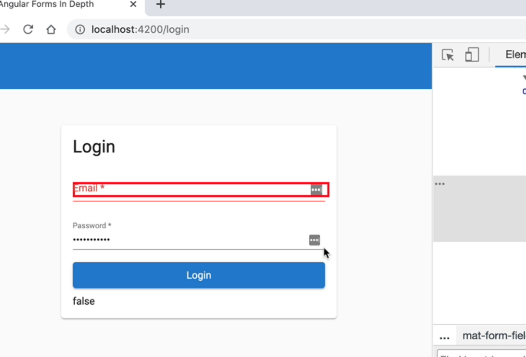 Angular Forms In Depth
localhost:4200/login
Login
Email *
Password *
Login
false
...
mat-form-fiel